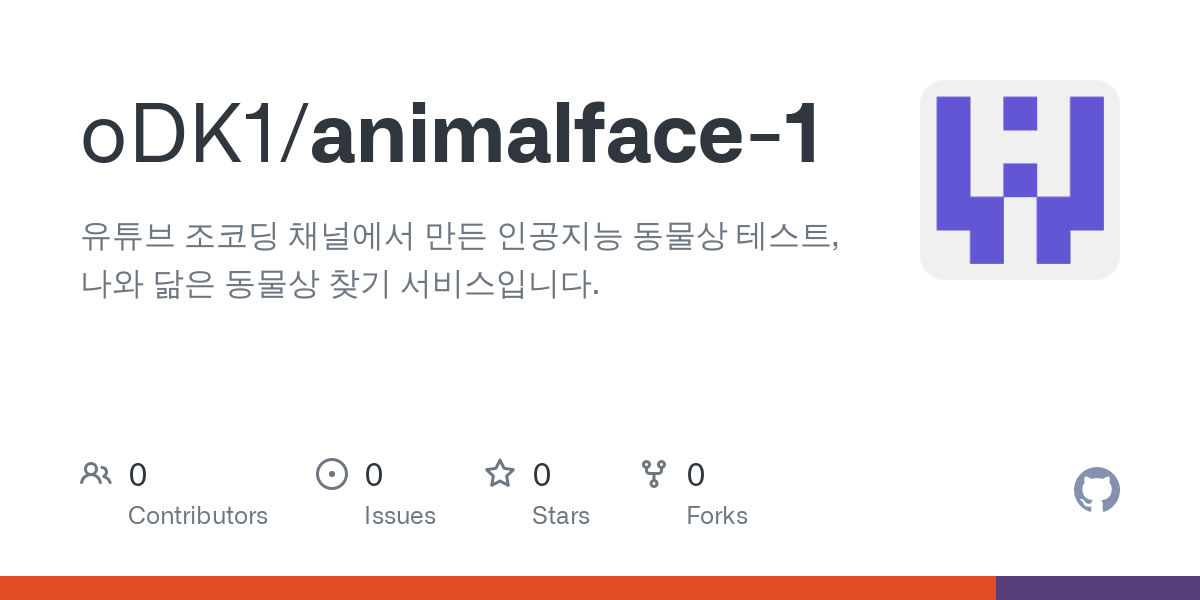 oDK1/animalface-1
유튜브 조코딩 채널에서 만든 인공지능 동물상 테스트,
나와 닮은 동물상 찾기 서비스입니다.
0 0 0 0
Contributors Issues Stars Forks